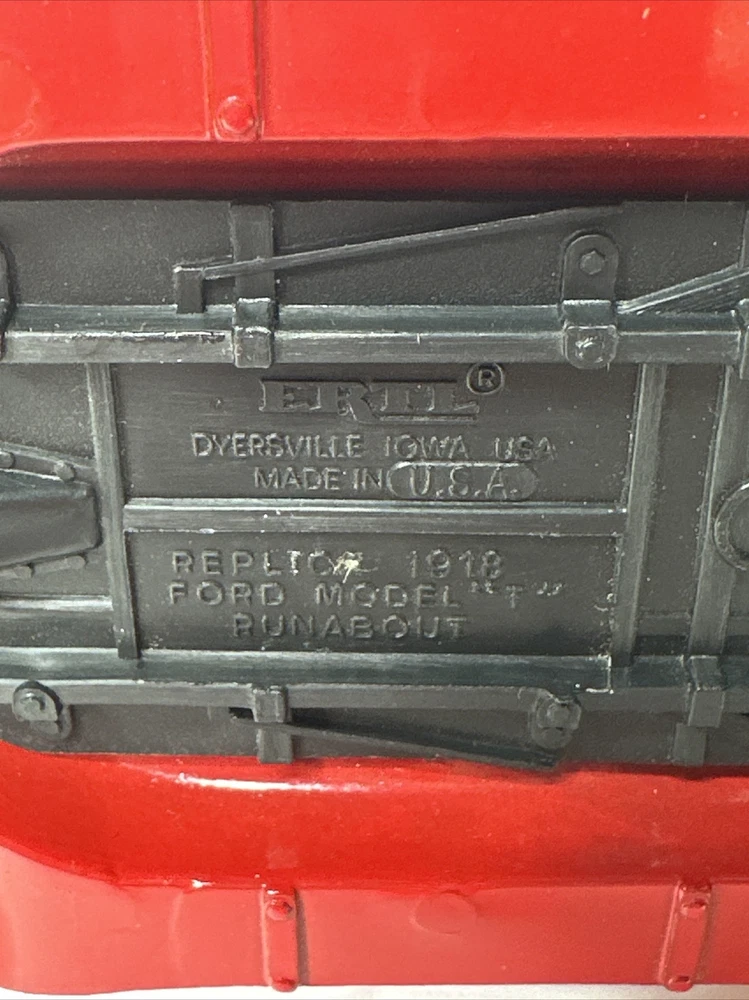 ERTL®
DYERSVILLE IOWA USA
MADE IN U.S.A.
REPLICA 1918
FORD MODEL "T"
RUNABOUT